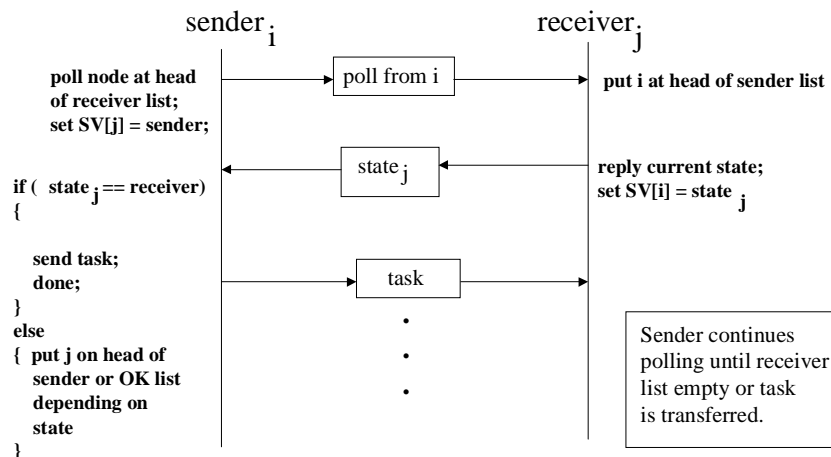 sender i
receiver j
poll node at head
of receiver list;
set SV[j] = sender;
poll from i
put i at head of sender list
state j
reply current state;
set SV[i] = state j
if ( state j == receiver)
{
send task;
done;
}
else
{ put j on head of
sender or OK list
depending on
state
}
task
Sender continues
polling until receiver
list empty or task
is transferred.